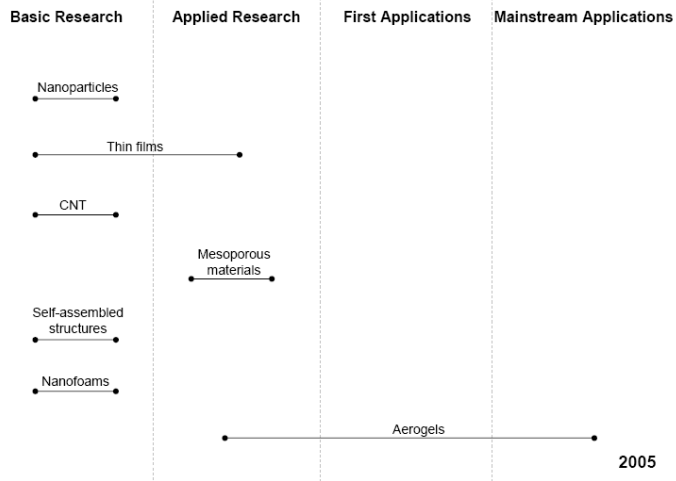 Basic Research
Applied Research
First Applications
Mainstream Applications
Nanoparticles
Thin films
CNT
Mesoporous
materials
Self-assembled
structures
Nanofoams
Aerogels
2005